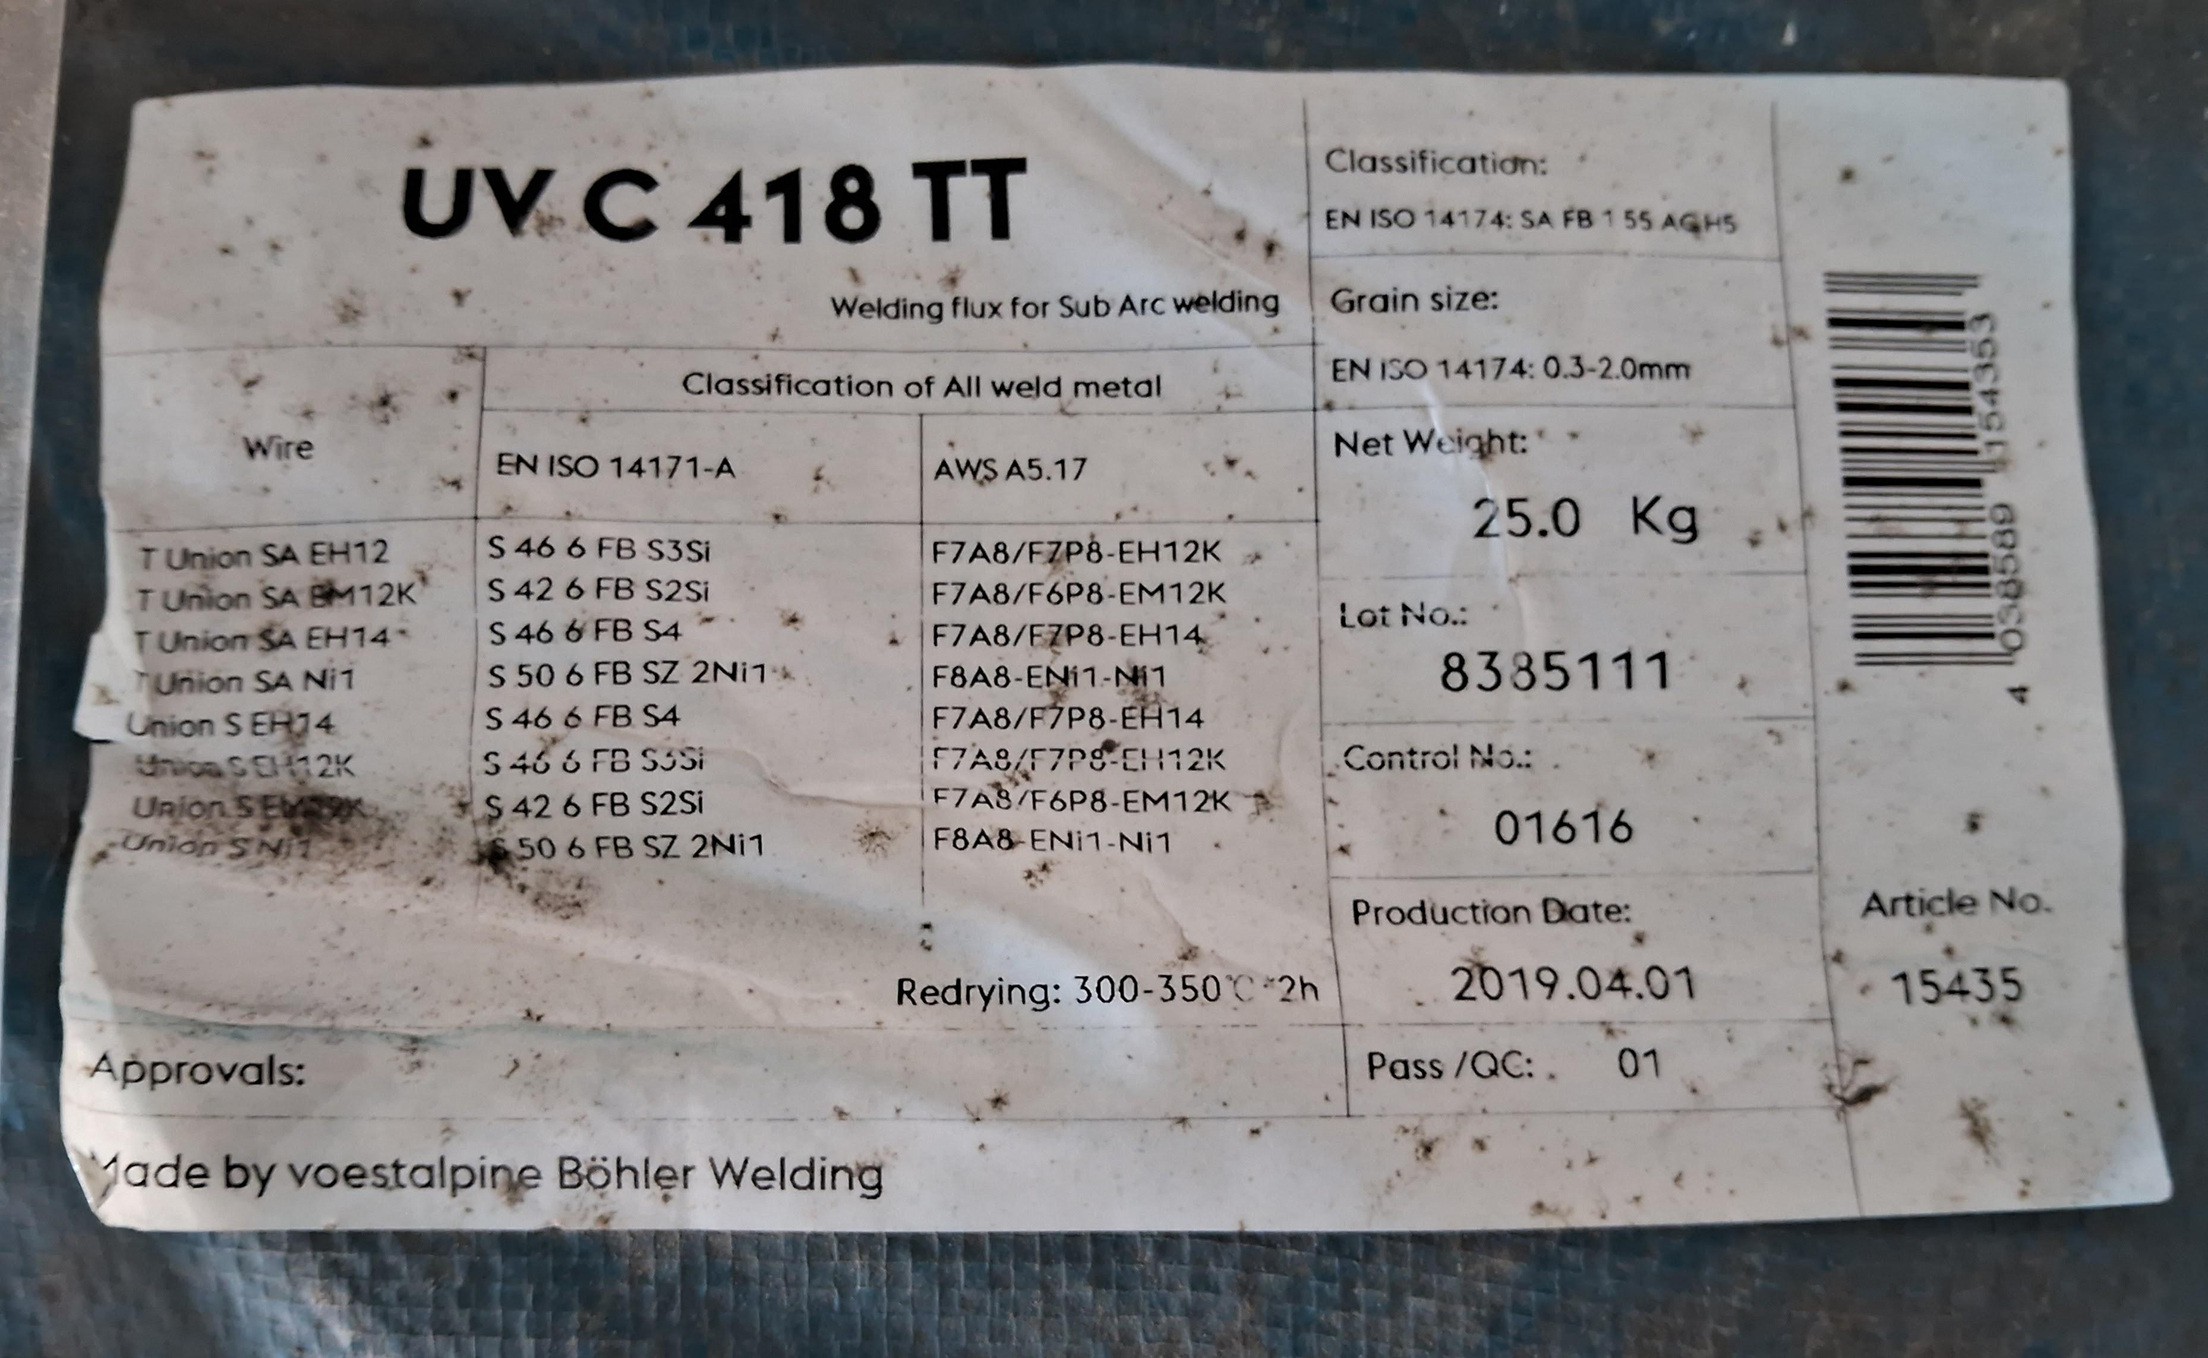 UV C 418 TT
Welding flux for Sub Arc welding
Wire
Classification of All weld metal
EN ISO 14171-A AWS A5.17
T Union SA EH12 S 46 6 FB S3Si F7A8/F7P8-EH12K
T Union SA EM12K S 42 6 FB S2Si F7A8/F6P8-EM12K
T Union SA EH14 S 46 6 FB S4 F7A8/F7P8-EH14
T Union SA Ni1 S 50 6 FB SZ 2Ni1 F8A8-ENi1-Ni1
Union S EH14 S 46 6 FB S4 F7A8/F7P8-EH14
Union S EH12K S 46 6 FB S3Si F7A8/F7P8-EH12K
Union S S 42 6 FB S2Si F7A8/F6P8-EM12K
Union S Ni1 S 50 6 FB SZ 2Ni1 F8A8-ENi1-Ni1
Redrying: 300-350℃ *2h
Approvals:
Made by voestalpine Böhler Welding
Classification:
EN ISO 14174: SA FB 1 55 AC H5
Grain size:
EN ISO 14174: 0.3-2.0mm
Net Weight:
25.0 Kg
Lot No.:
8385111
Control No.:
01616
Production Date:
2019.04.01
Pass /QC: 01
4 038589 154353
Article No.
15435